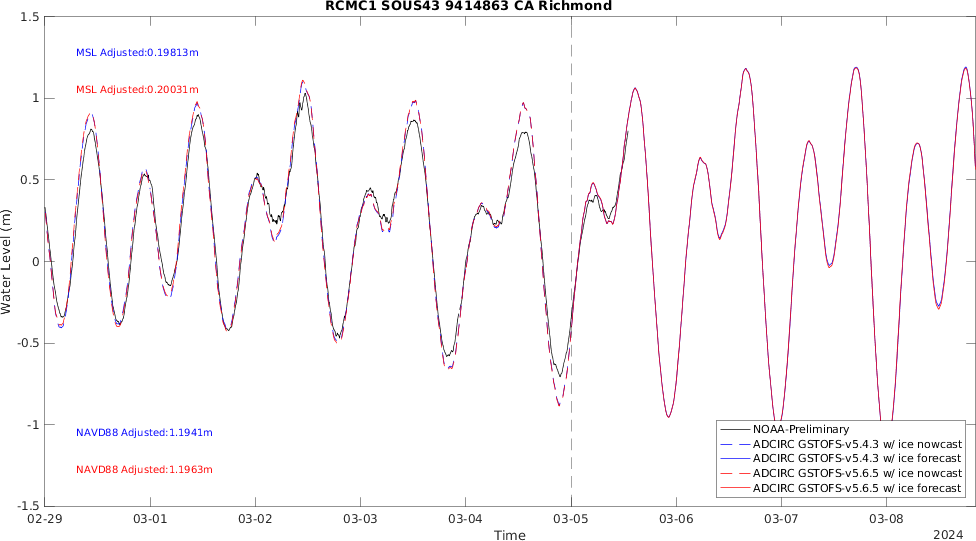 RCMC1 SOUS43 9414863 CA Richmond
1.5
MSL Adjusted:0.19813m
MSL Adjusted:0.20031m
1
0.5
Water Level (m)
0
-0.5
-1
NAVD88 Adjusted:1.1941m
NAVD88 Adjusted:1.1963m
NOAA-Preliminary
ADCIRC GSTOFS-v5.4.3 w/ ice nowcast
ADCIRC GSTOFS-v5.4.3 w/ ice forecast
ADCIRC GSTOFS-v5.6.5 w/ ice nowcast
ADCIRC GSTOFS-v5.6.5 w/ ice forecast
-1.5
02-29 03-01 03-02 03-03 03-04 03-05 03-06 03-07 03-08
Time
2024